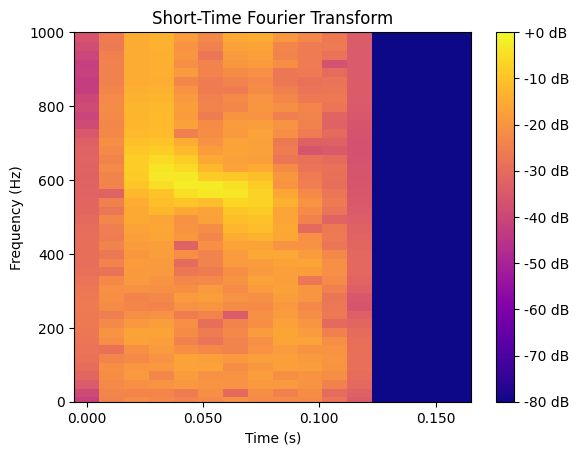 Short-Time Fourier Transform
Frequency (Hz)
1000
800
600
400
200
0
0.000
0.050
0.100
0.150
Time (s)
+0 dB
-10 dB
-20 dB
-30 dB
-40 dB
-50 dB
-60 dB
-70 dB
-80 dB